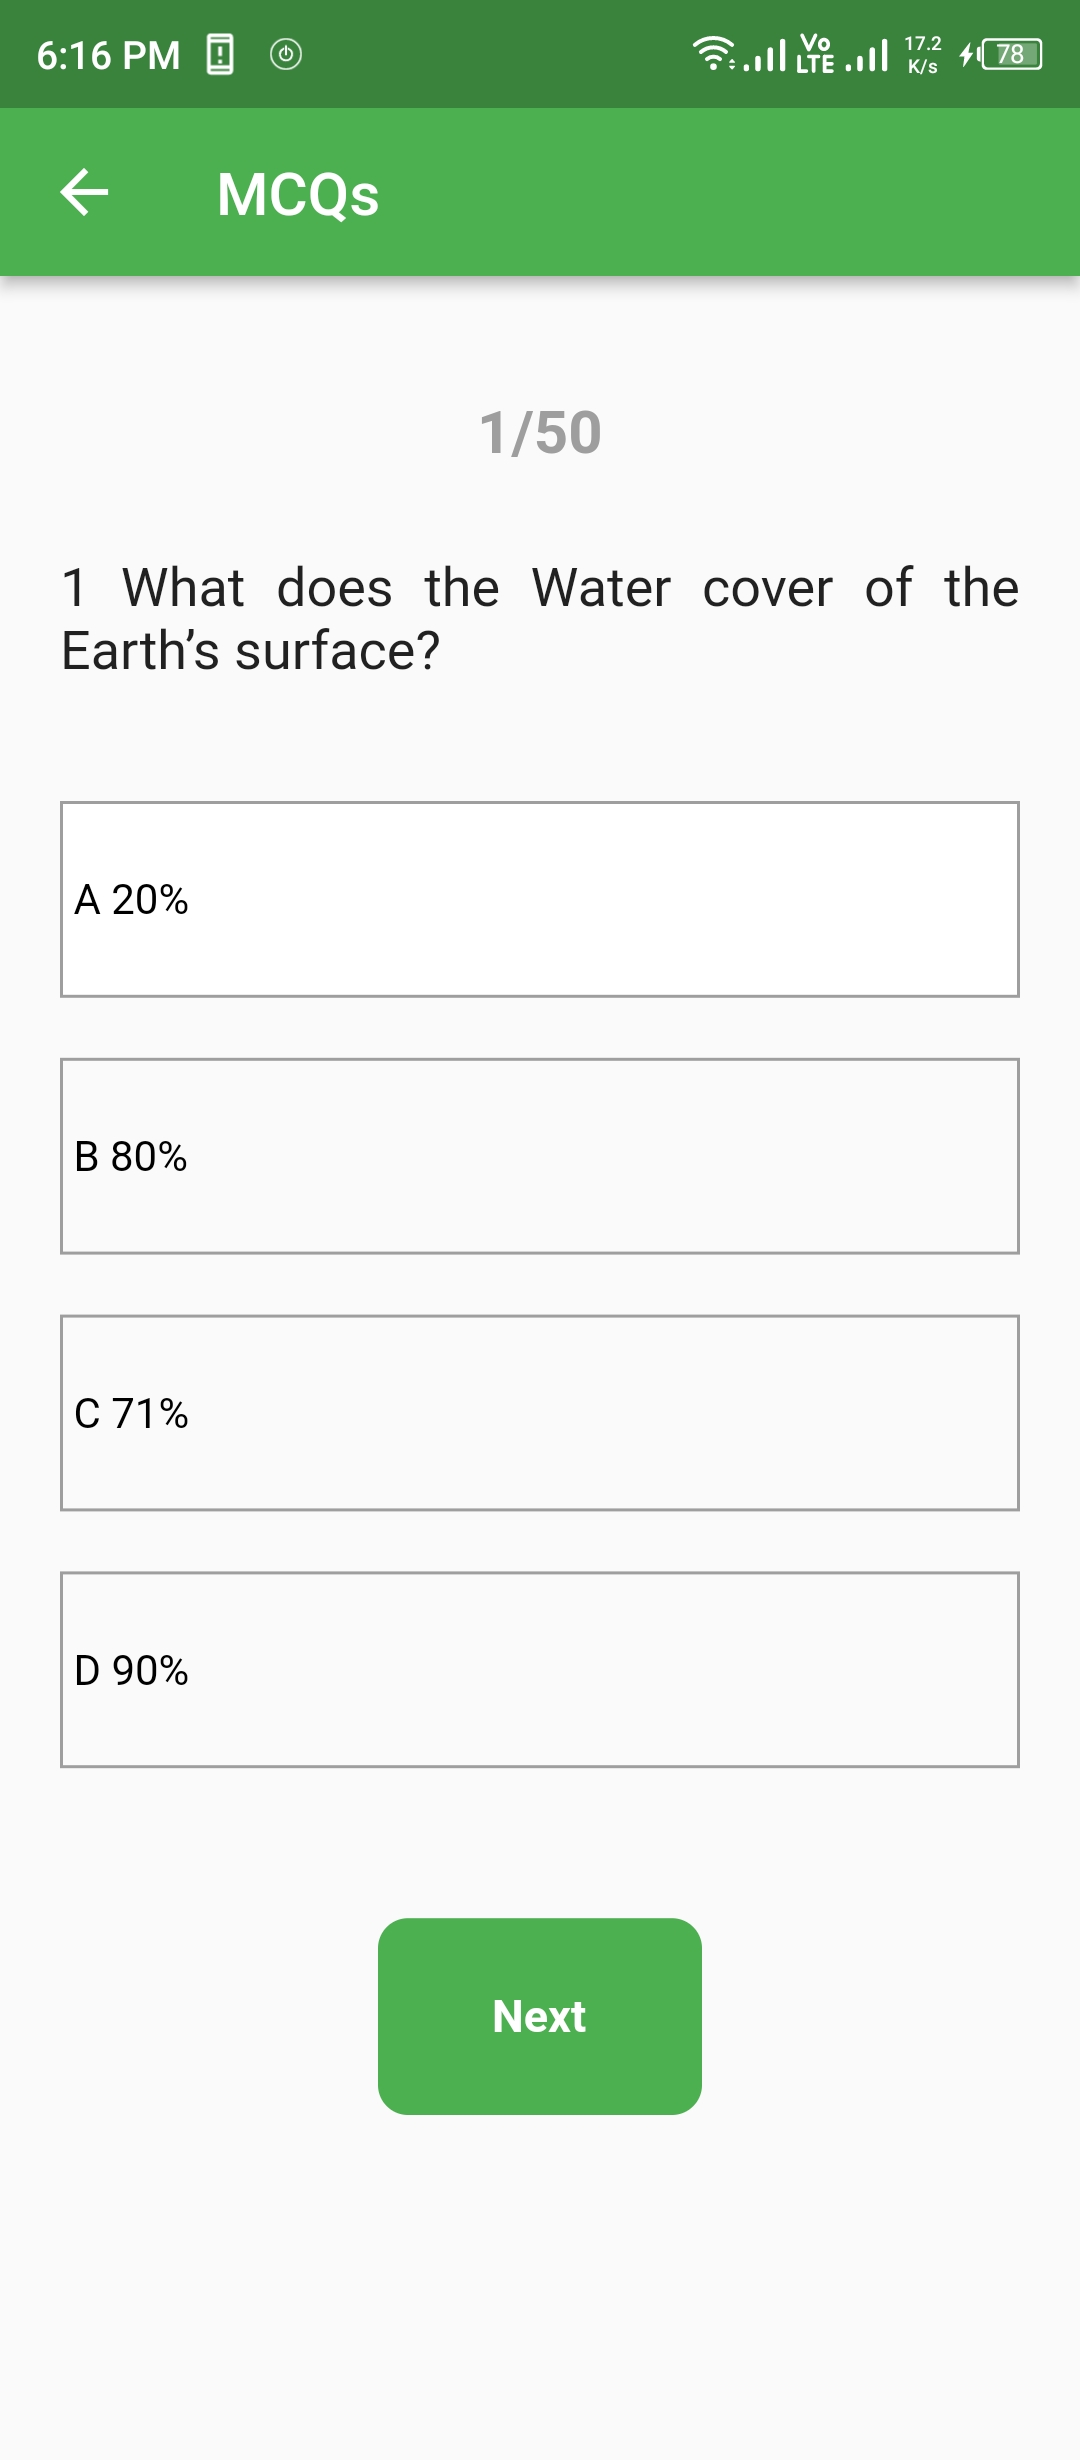 6:16 PM Vo LTE 17.2 K/s 78
MCQs
1/50
1 What does the Water cover of the
Earth’s surface?
A 20%
B 80%
C 71%
D 90%
Next